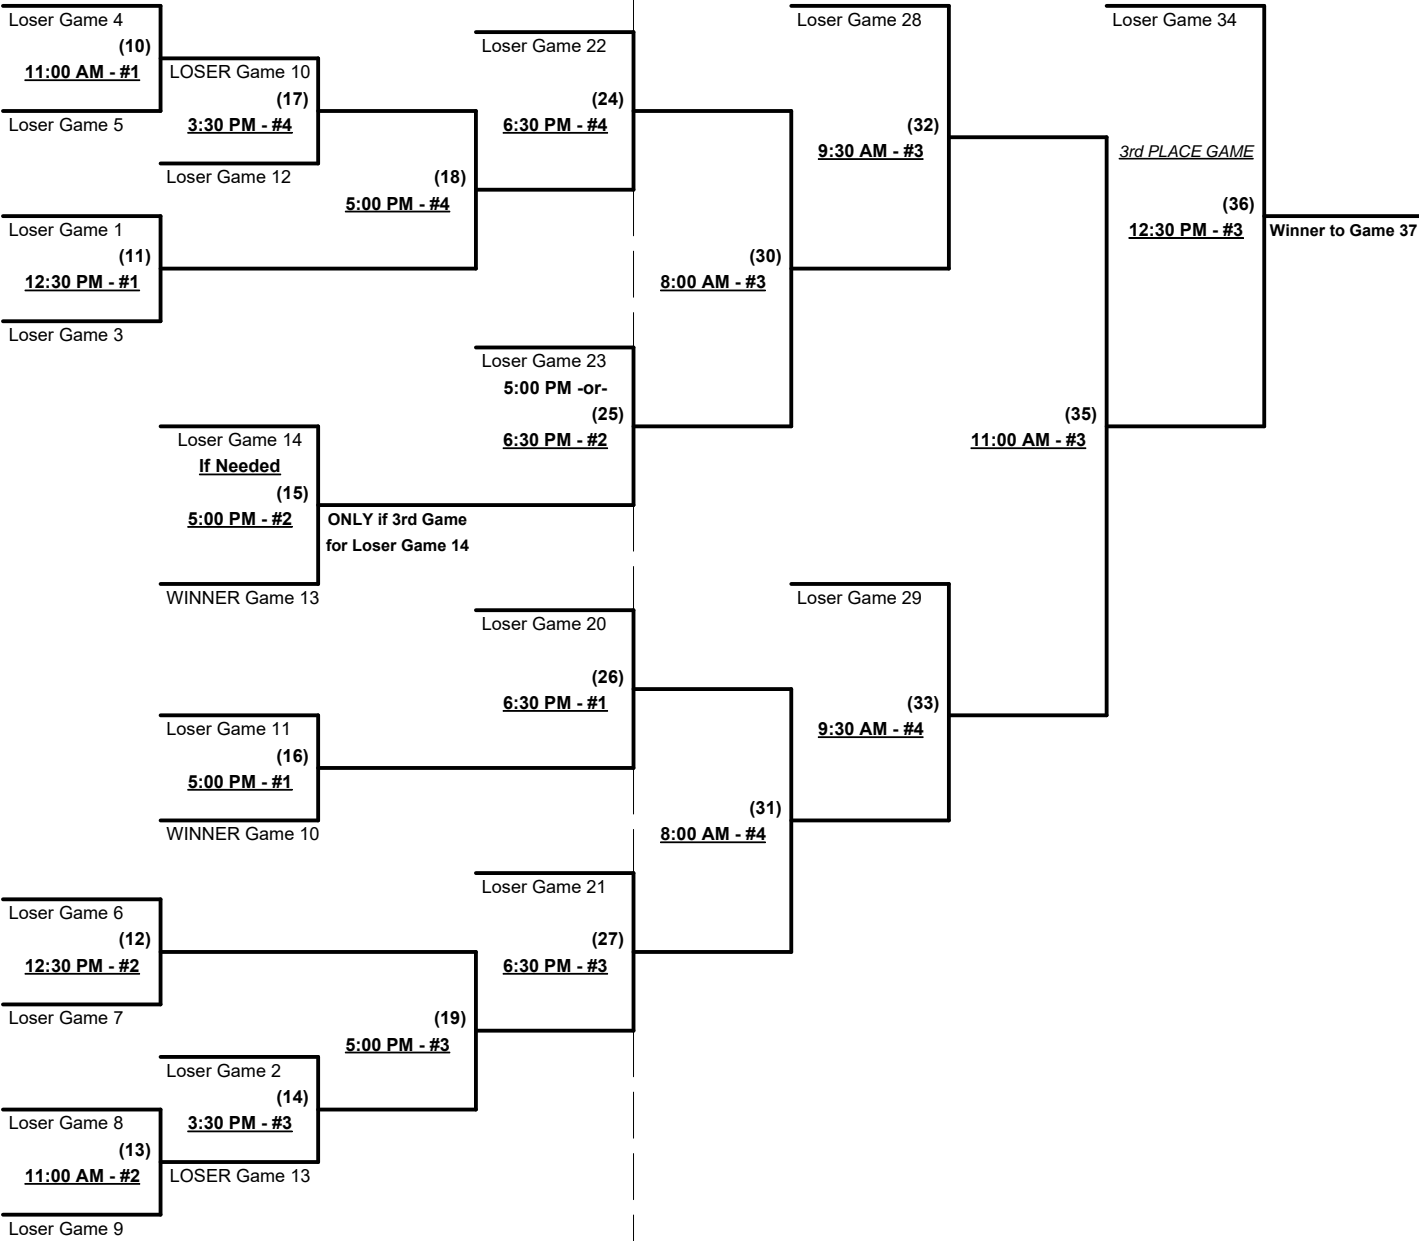 Loser Game 4
(10)
11:00 AM - #1
Loser Game 5
LOSER Game 10
(17)
3:30 PM - #4
Loser Game 12
Loser Game 1
(11)
12:30 PM - #1
Loser Game 3
(18)
5:00 PM - #4
Loser Game 22
(24)
6:30 PM - #4
Loser Game 23
5:00 PM -or-
(25)
6:30 PM - #2
Loser Game 14
If Needed
(15)
5:00 PM - #2
WINNER Game 13
ONLY if 3rd Game
for Loser Game 14
(30)
8:00 AM - #3
Loser Game 28
(32)
9:30 AM - #3
Loser Game 20
(26)
6:30 PM - #1
Loser Game 11
(16)
5:00 PM - #1
WINNER Game 10
Loser Game 6
(12)
12:30 PM - #2
Loser Game 7
Loser Game 2
(14)
3:30 PM - #3
LOSER Game 13
Loser Game 8
(13)
11:00 AM - #2
Loser Game 9
(19)
5:00 PM - #3
Loser Game 21
(27)
6:30 PM - #3
(31)
8:00 AM - #4
Loser Game 29
(33)
9:30 AM - #4
(35)
11:00 AM - #3
Loser Game 34
3rd PLACE GAME
(36)
12:30 PM - #3
Winner to Game 37